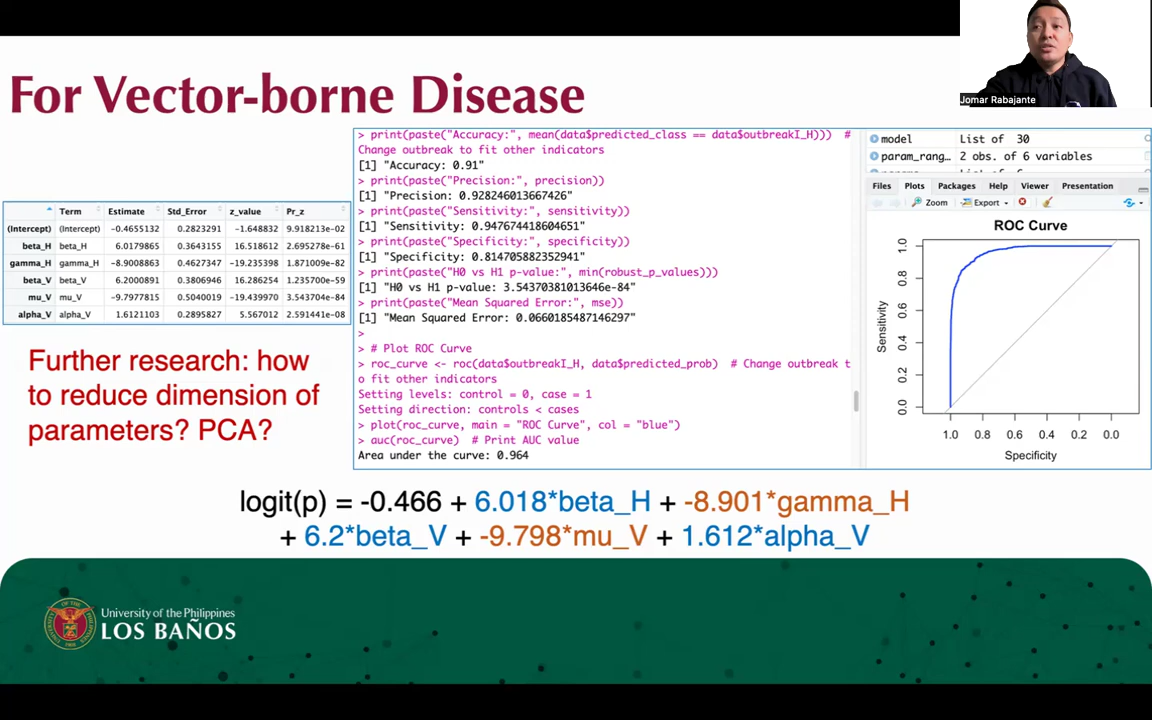 Jomar Rabajante
For Vector-borne Disease
Term Estimate Std_Error z_value Pr_z
(Intercept) (Intercept) -0.4655132 0.2823291 -1.648832 9.918213e-02
beta_H beta_H 6.0179865 0.3643155 16.518612 2.695278e-61
gamma_H gamma_H -8.9008863 0.4627347 -19.235398 1.871009e-82
beta_V beta_V 6.2000891 0.3806946 16.286254 1.235700e-59
mu_V mu_V -9.7977815 0.5040019 -19.439970 3.543704e-84
alpha_V alpha_V 1.6121103 0.2895827 5.567012 2.591441e-08
Further research: how
to reduce dimension of
parameters? PCA?
> print(paste("Accuracy:", mean(data$predicted_class == data$outbreakI_H))) #
Change outbreak to fit other indicators
[1] "Accuracy: 0.91"
> print(paste("Precision:", precision))
[1] "Precision: 0.928246013667426"
> print(paste("Sensitivity:", sensitivity))
[1] "Sensitivity: 0.947674418604651"
> print(paste("Specificity:", specificity))
[1] "Specificity: 0.814705882352941"
> print(paste("H0 vs H1 p-value:", min(robust_p_values)))
[1] "H0 vs H1 p-value: 3.54370381013646e-84"
> print(paste("Mean Squared Error:", mse))
[1] "Mean Squared Error: 0.0660185487146297"
>
> # Plot ROC Curve
> roc_curve <- roc(data$outbreakI_H, data$predicted_prob) # Change outbreak t
o fit other indicators
Setting levels: control = 0, case = 1
Setting direction: controls < cases
> plot(roc_curve, main = "ROC Curve", col = "blue")
> auc(roc_curve) # Print AUC value
Area under the curve: 0.964
model List of 30
param_rang… 2 obs. of 6 variables
Files Plots Packages Help Viewer Presentation
Zoom Export
ROC Curve
Sensitivity
1.0
0.8
0.6
0.4
0.2
0.0
1.0 0.8 0.6 0.4 0.2 0.0
Specificity
logit(p) = -0.466 + 6.018*beta_H + -8.901*gamma_H
+ 6.2*beta_V + -9.798*mu_V + 1.612*alpha_V
University of the Philippines
LOS BAÑOS